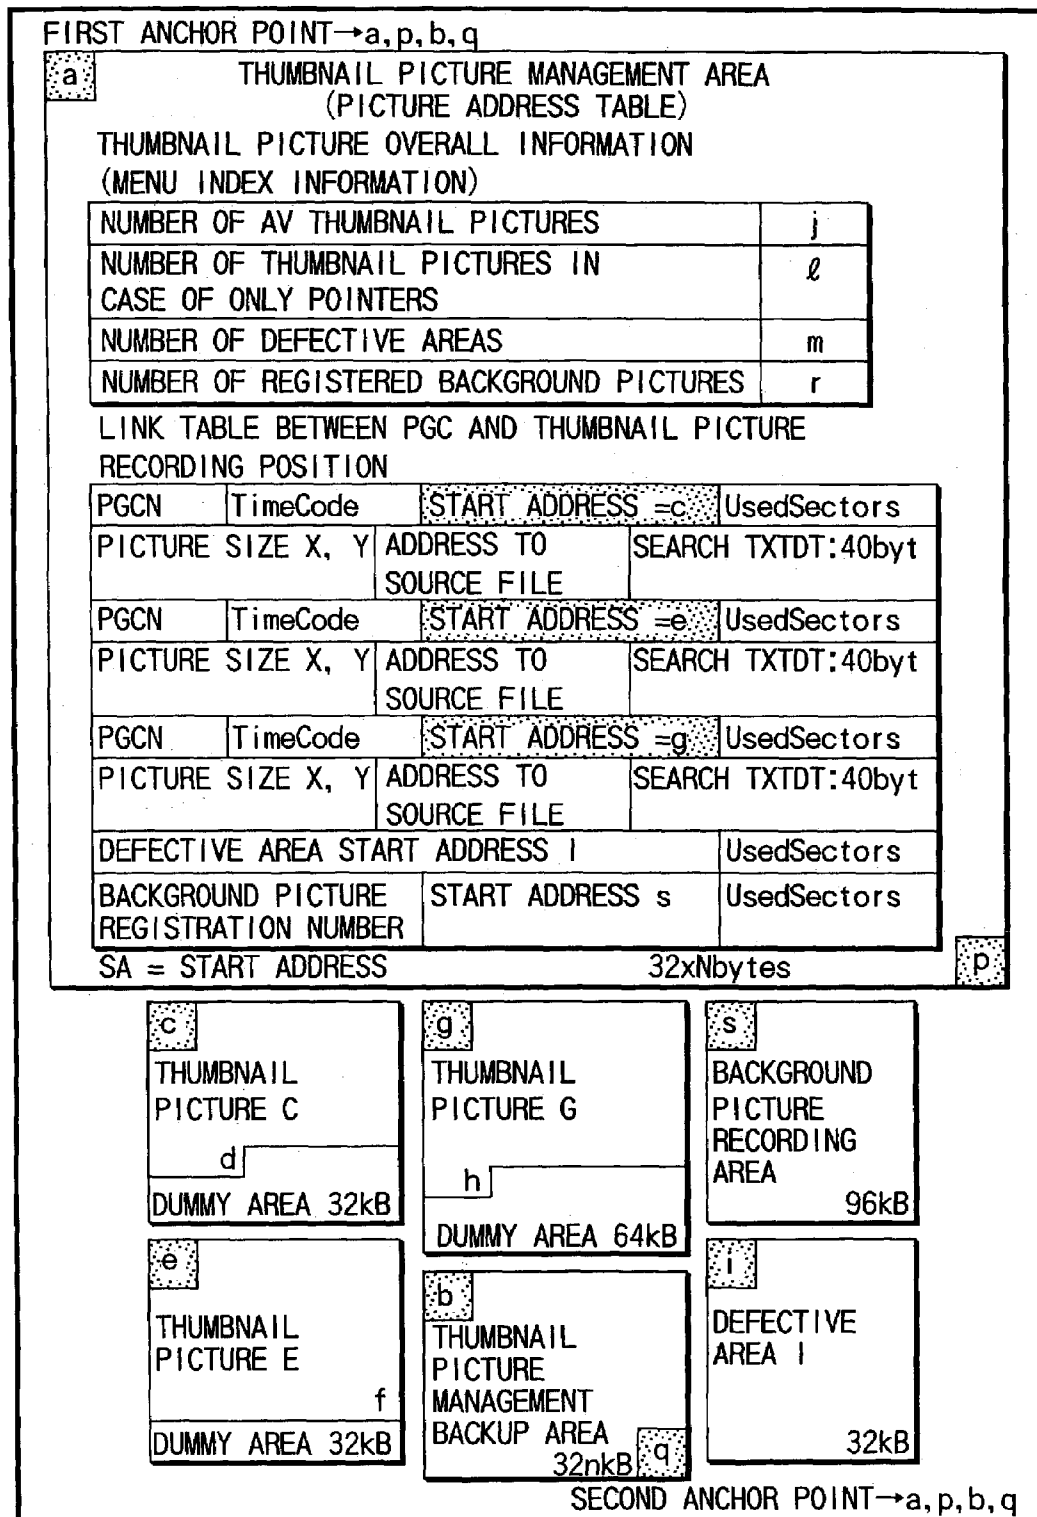 FIRST ANCHOR POINT→a,p,b,q
a
THUMBNAIL PICTURE MANAGEMENT AREA
(PICTURE ADDRESS TABLE)
THUMBNAIL PICTURE OVERALL INFORMATION
(MENU INDEX INFORMATION)
NUMBER OF AV THUMBNAIL PICTURES j
NUMBER OF THUMBNAIL PICTURES IN ℓ
CASE OF ONLY POINTERS
NUMBER OF DEFECTIVE AREAS m
NUMBER OF REGISTERED BACKGROUND PICTURES r
LINK TABLE BETWEEN PGC AND THUMBNAIL PICTURE
RECORDING POSITION
PGCN TimeCode START ADDRESS =c UsedSectors
PICTURE SIZE X, Y ADDRESS TO SEARCH TXTDT:40byt
SOURCE FILE
PGCN TimeCode START ADDRESS =e UsedSectors
PICTURE SIZE X, Y ADDRESS TO SEARCH TXTDT:40byt
SOURCE FILE
PGCN TimeCode START ADDRESS =g UsedSectors
PICTURE SIZE X, Y ADDRESS TO SEARCH TXTDT:40byt
SOURCE FILE
DEFECTIVE AREA START ADDRESS I UsedSectors
BACKGROUND PICTURE START ADDRESS s UsedSectors
REGISTRATION NUMBER
SA = START ADDRESS 32xNbytes p
c
THUMBNAIL
PICTURE C
d
DUMMY AREA 32kB
g
THUMBNAIL
PICTURE G
h
DUMMY AREA 64kB
s
BACKGROUND
PICTURE
RECORDING
AREA
96kB
e
THUMBNAIL
PICTURE E
f
DUMMY AREA 32kB
b
THUMBNAIL
PICTURE
MANAGEMENT
BACKUP AREA
32nkB q
i
DEFECTIVE
AREA I
32kB
SECOND ANCHOR POINT→a,p,b,q